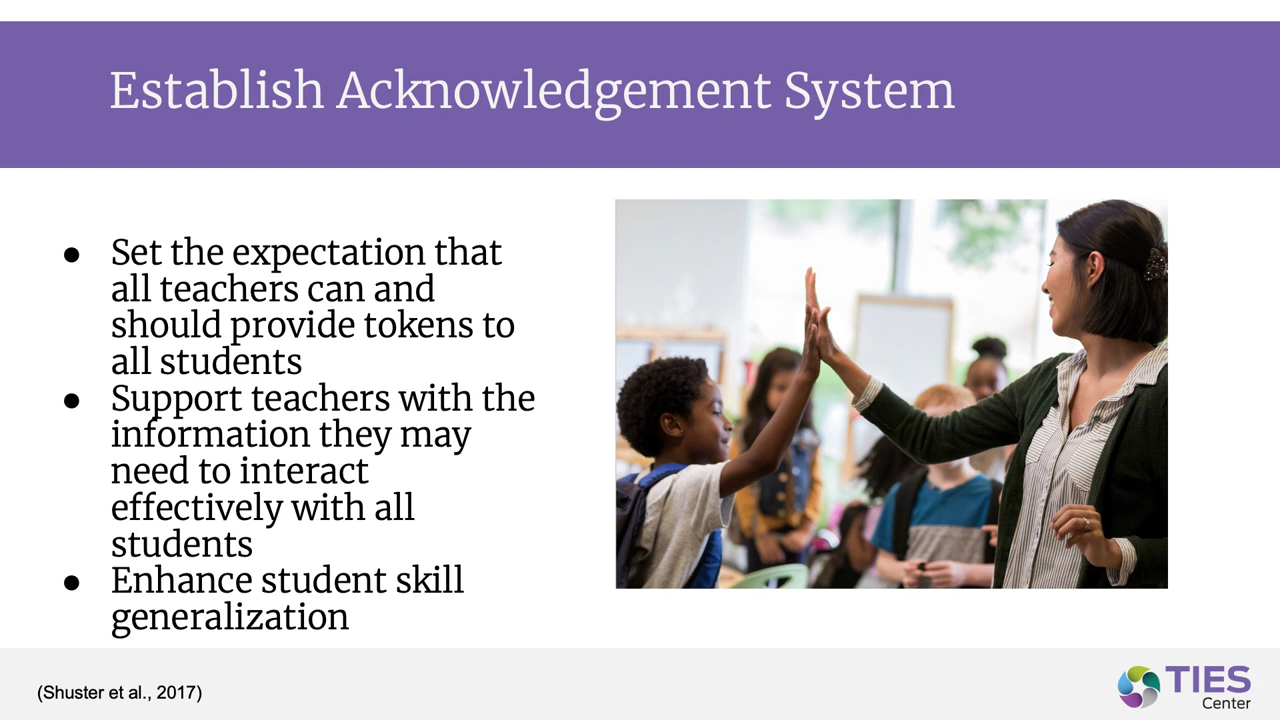 Establish Acknowledgement System
● Set the expectation that
all teachers can and
should provide tokens to
all students
● Support teachers with the
information they may
need to interact
effectively with all
students
● Enhance student skill
generalization
(Shuster et al., 2017)
TIES
Center